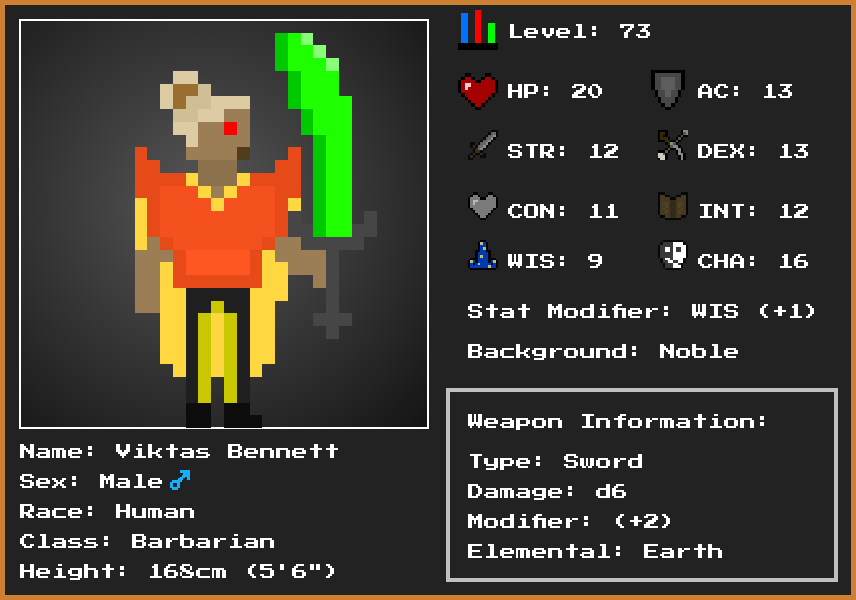 Level: 73
HP: 20 AC: 13
STR: 12 DEX: 13
CON: 11 INT: 12
WIS: 9 CHA: 16
Stat Modifier: WIS (+1)
Background: Noble
Weapon Information:
Type: Sword
Damage: d6
Modifier: (+2)
Elemental: Earth
Name: Viktas Bennett
Sex: Male♂
Race: Human
Class: Barbarian
Height: 168cm (5'6")